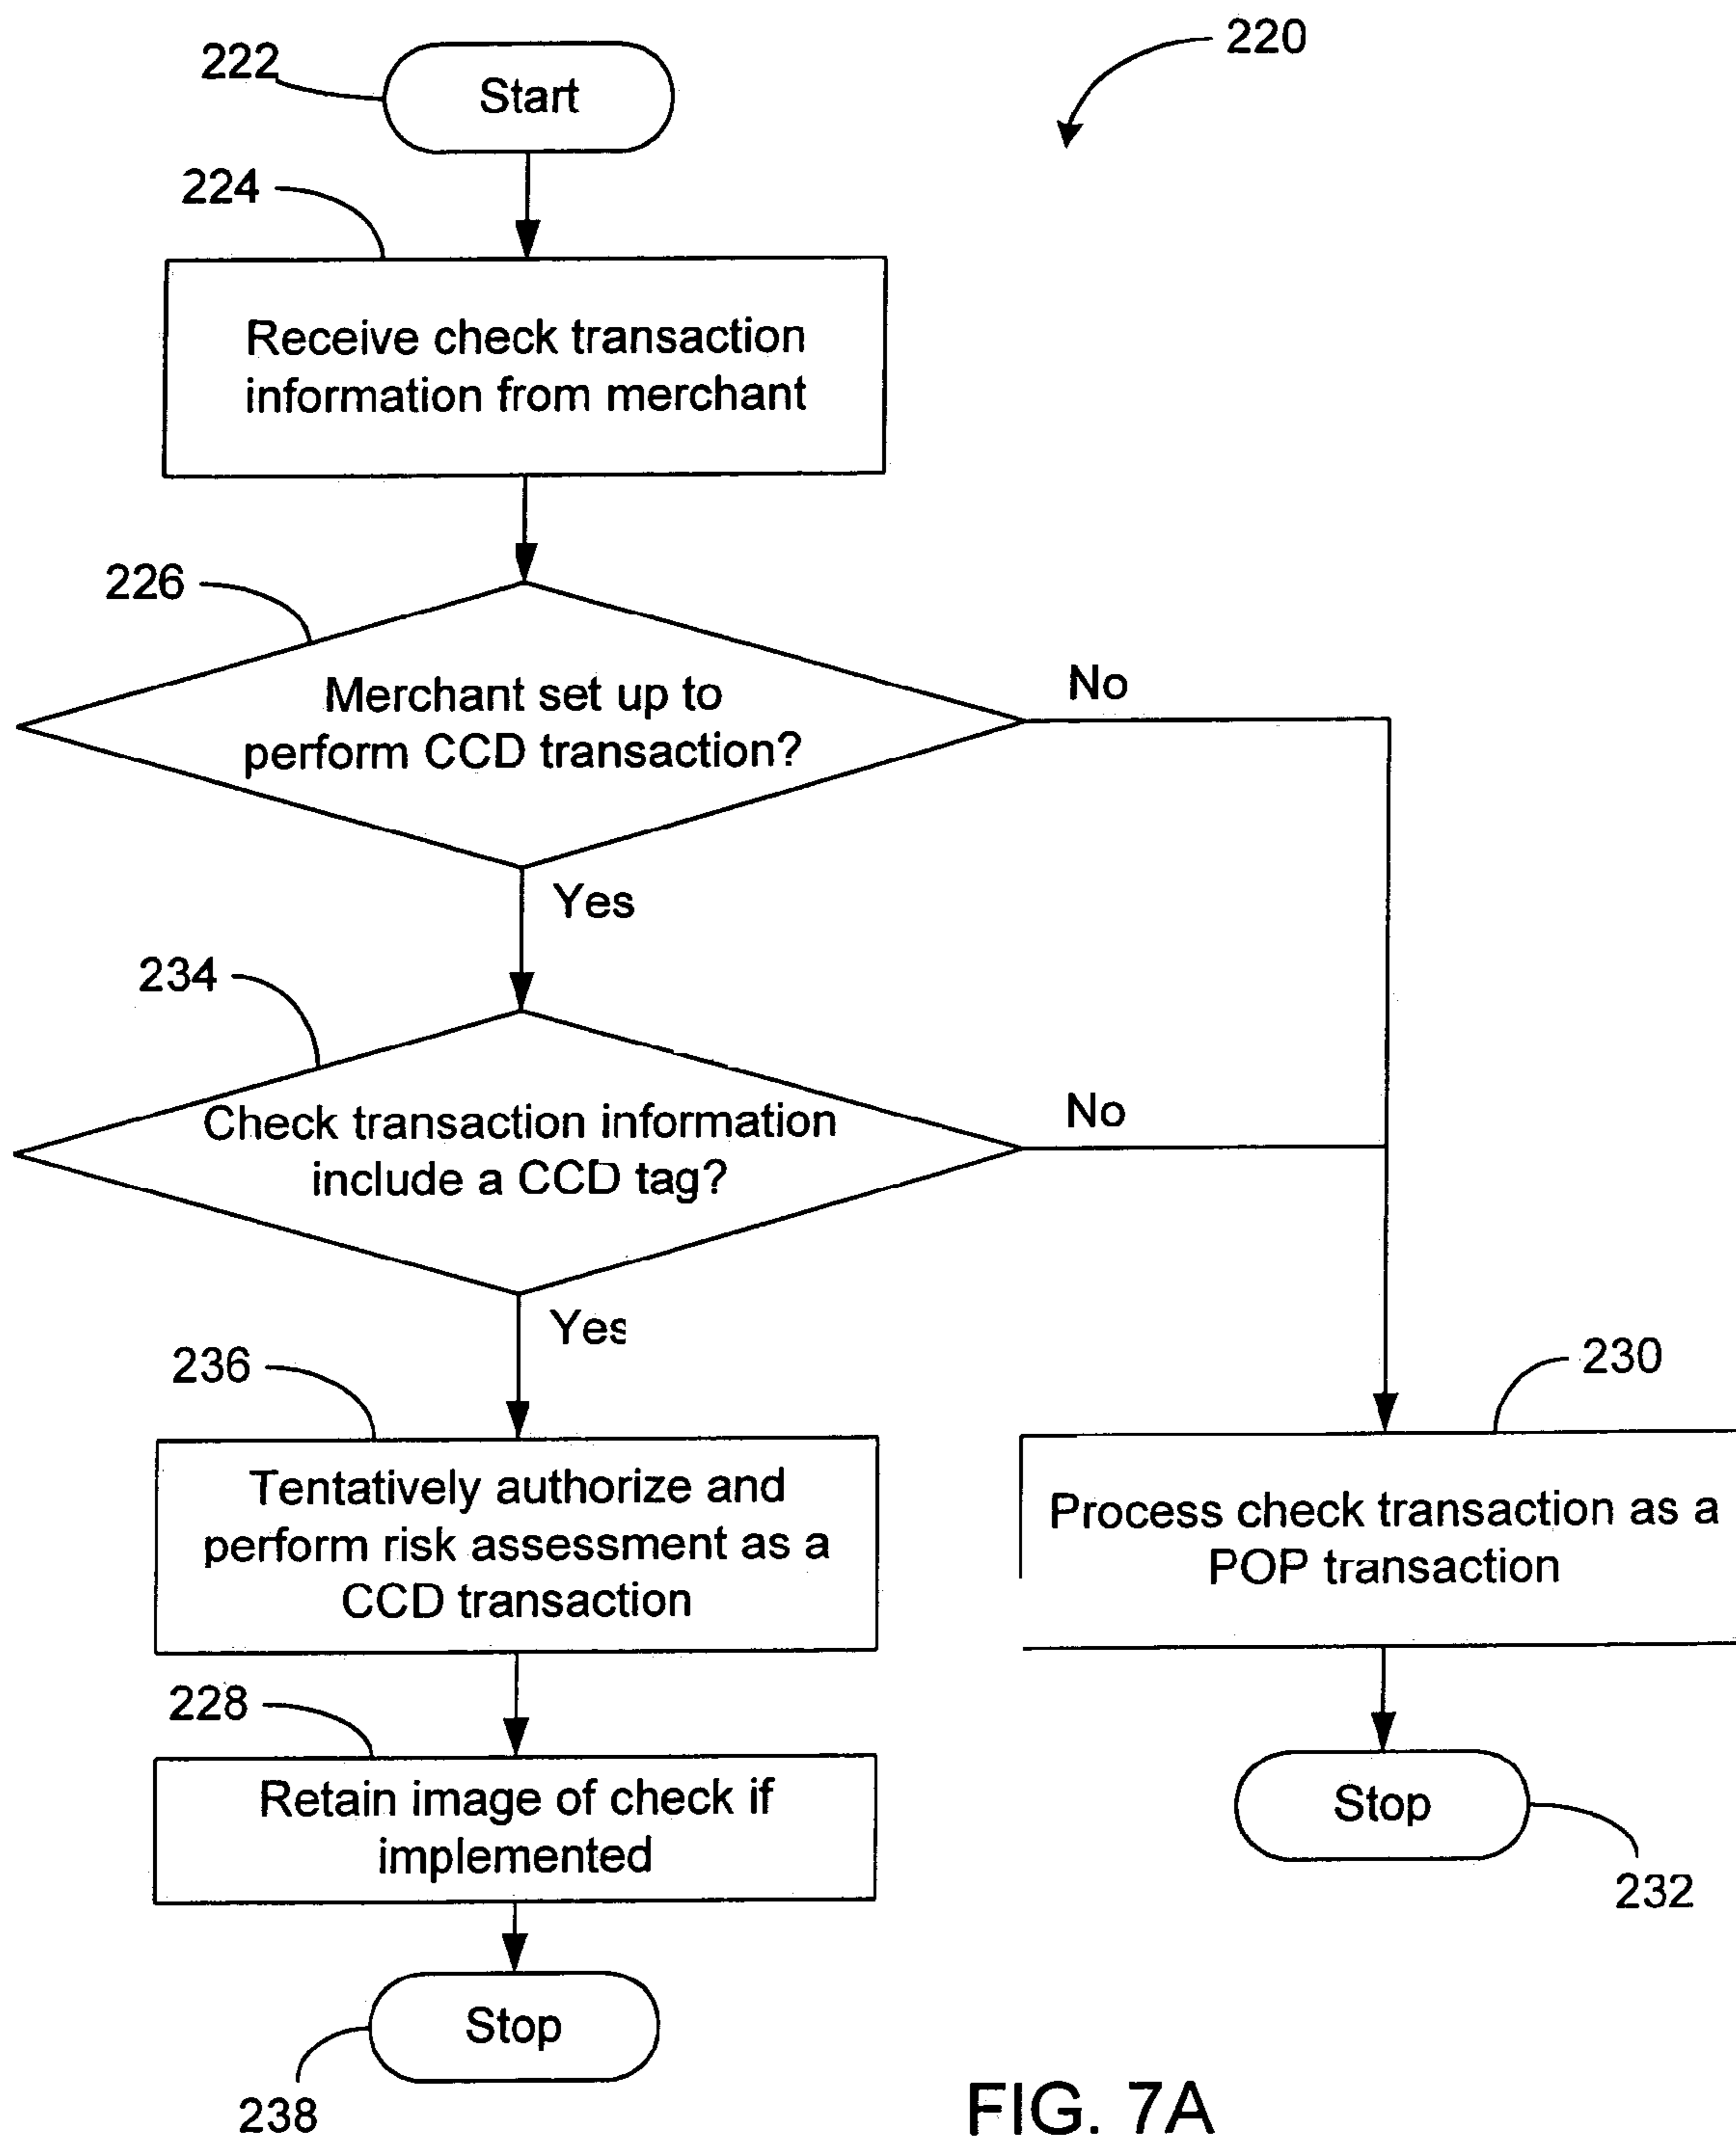 220
222
Start
224
Receive check transaction
information from merchant
226
Merchant set up to
perform CCD transaction?
No
Yes
234
Check transaction information
include a CCD tag?
No
Yes
236
Tentatively authorize and
perform risk assessment as a
CCD transaction
230
Process check transaction as a
POP transaction
228
Retain image of check if
implemented
Stop
232
Stop
238
FIG. 7A